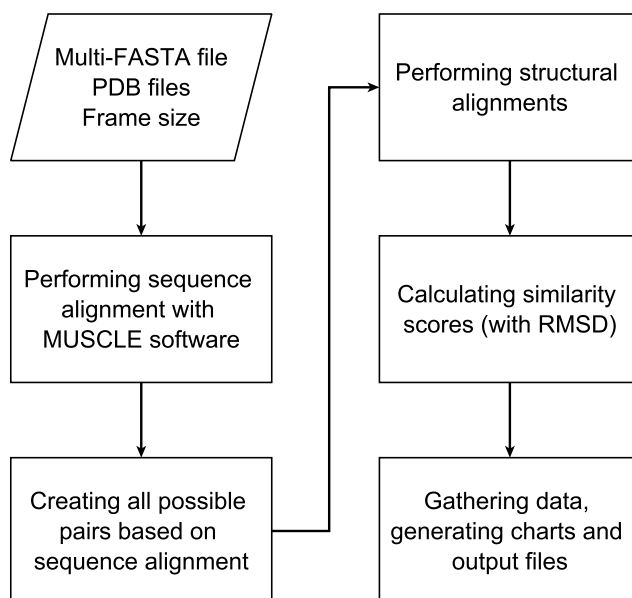 Multi-FASTA file
PDB files
Frame size
Performing sequence
alignment with
MUSCLE software
Creating all possible
pairs based on
sequence alignment
Performing structural
alignments
Calculating similarity
scores (with RMSD)
Gathering data,
generating charts and
output files